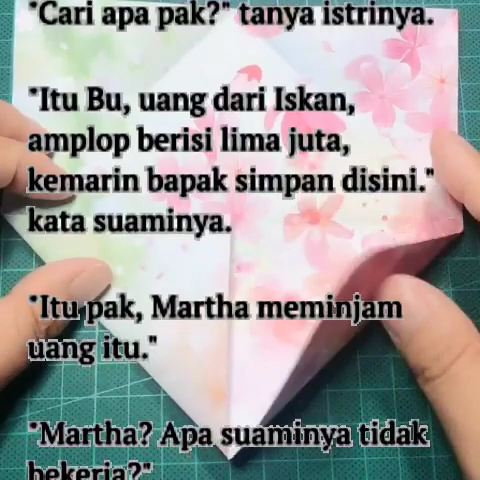 "Cari apa pak?" tanya istrinya.
"Itu Bu, uang dari Iskan,
amplop berisi lima juta,
kemarin bapak simpan disini."
kata suaminya.
"Itu pak, Martha meminjam
uang itu."
"Martha? Apa suaminya tidak
bekerja?"